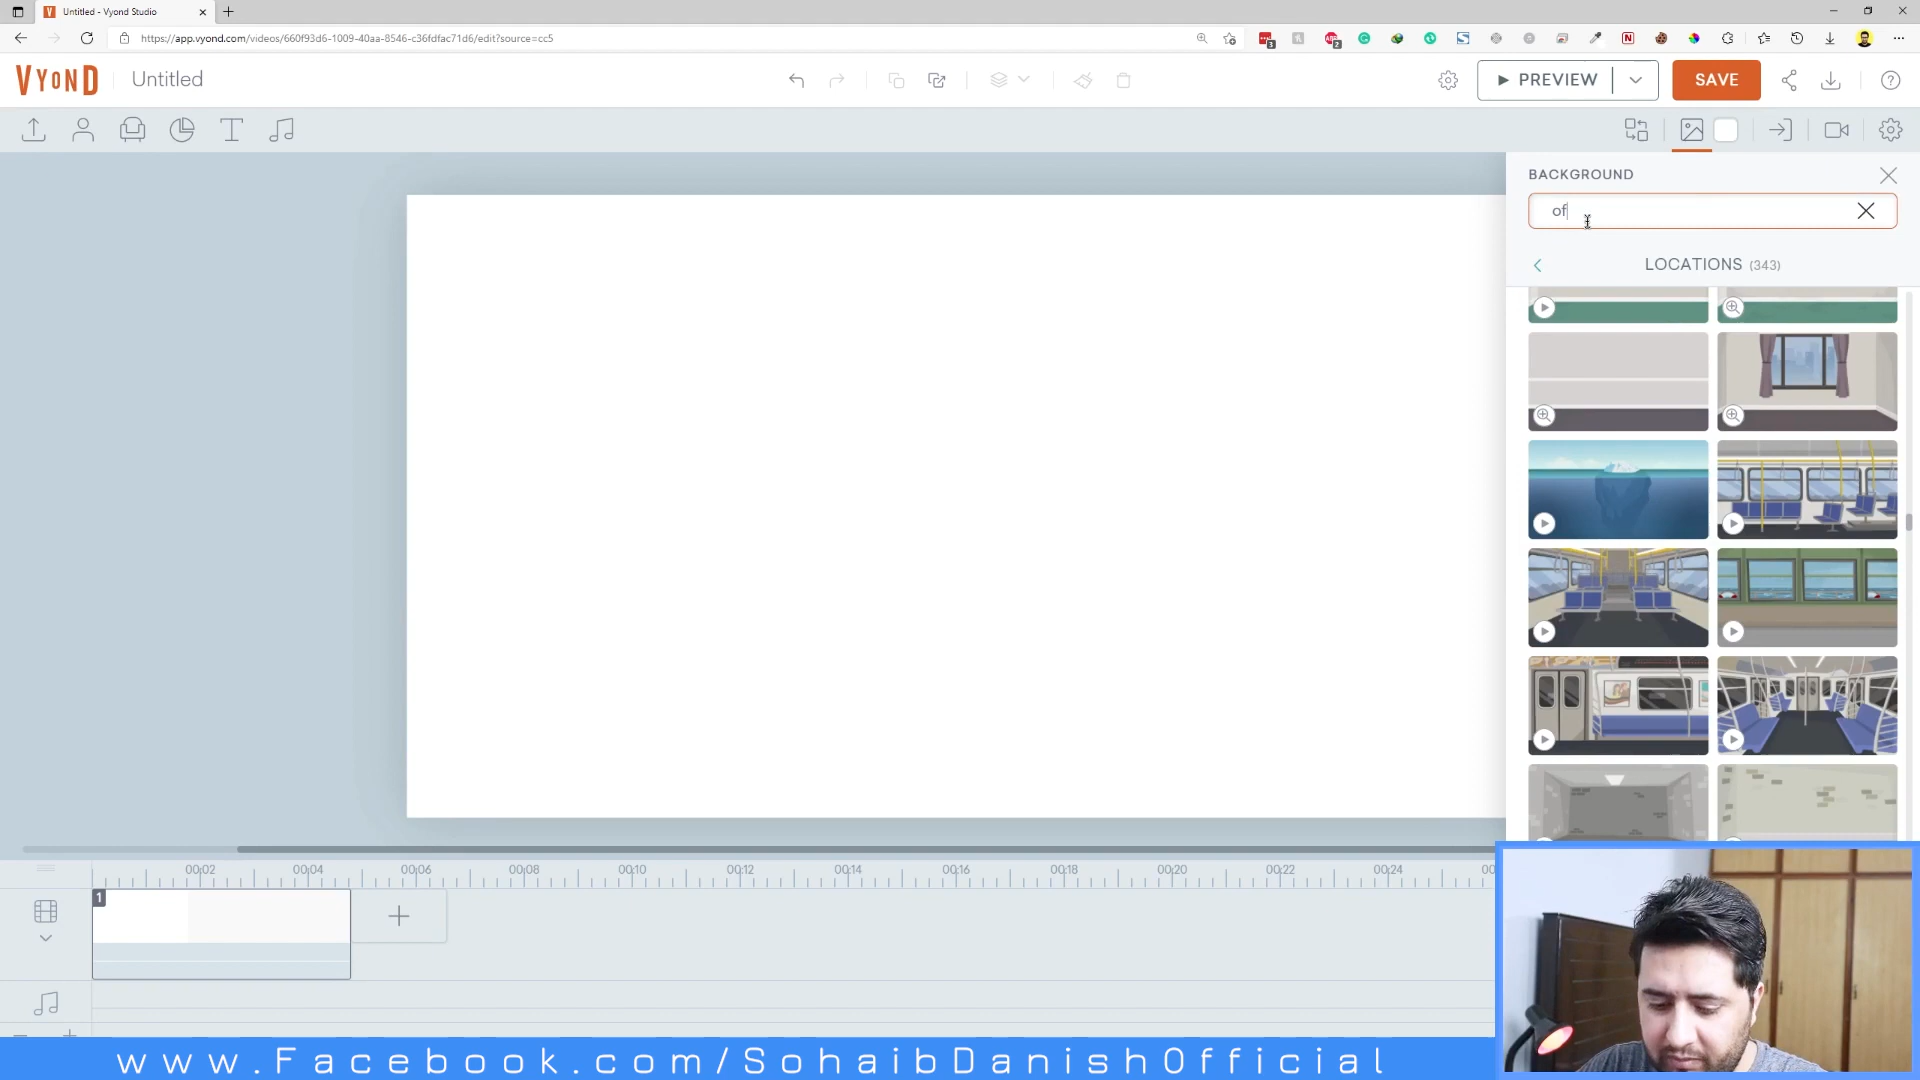 Untitled - Vyond Studio
https://app.vyond.com/videos/660f93d6-1009-40aa-8546-c36fdfac71d6/edit?source=cc5
VYOND
Untitled
PREVIEW
SAVE
BACKGROUND
of
LOCATIONS (343)
00:02 00:04 00:06 00:08 00:10 00:12 00:14 00:16 00:18 00:20 00:22 00:24
1
www.Facebook.com/SohaibDanishOfficial